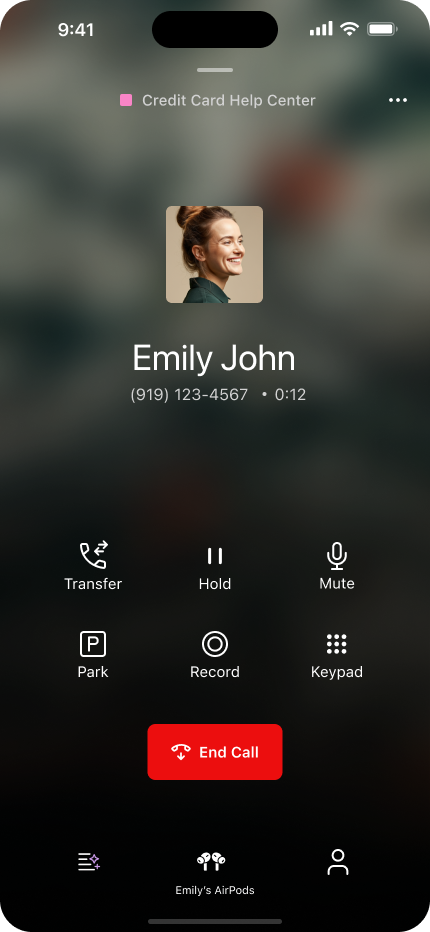 9:41
Credit Card Help Center
Emily John
(919) 123-4567 • 0:12
Transfer Hold Mute
P
Park Record Keypad
End Call
Emily's AirPods